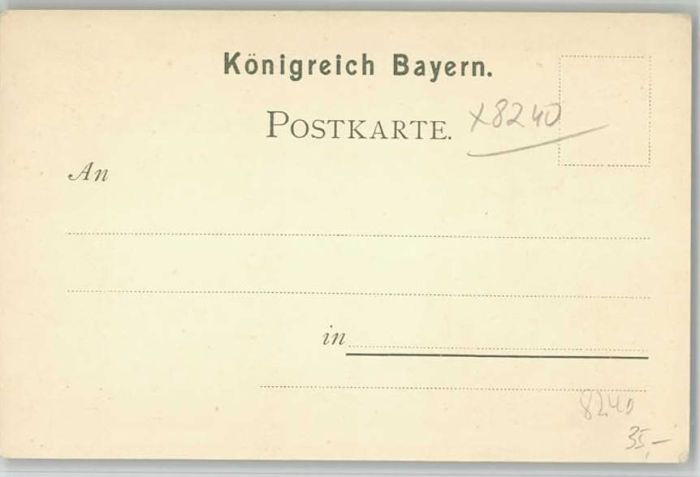 Königreich Bayern.
POSTKARTE.
x8240
An
in
8240
35,-